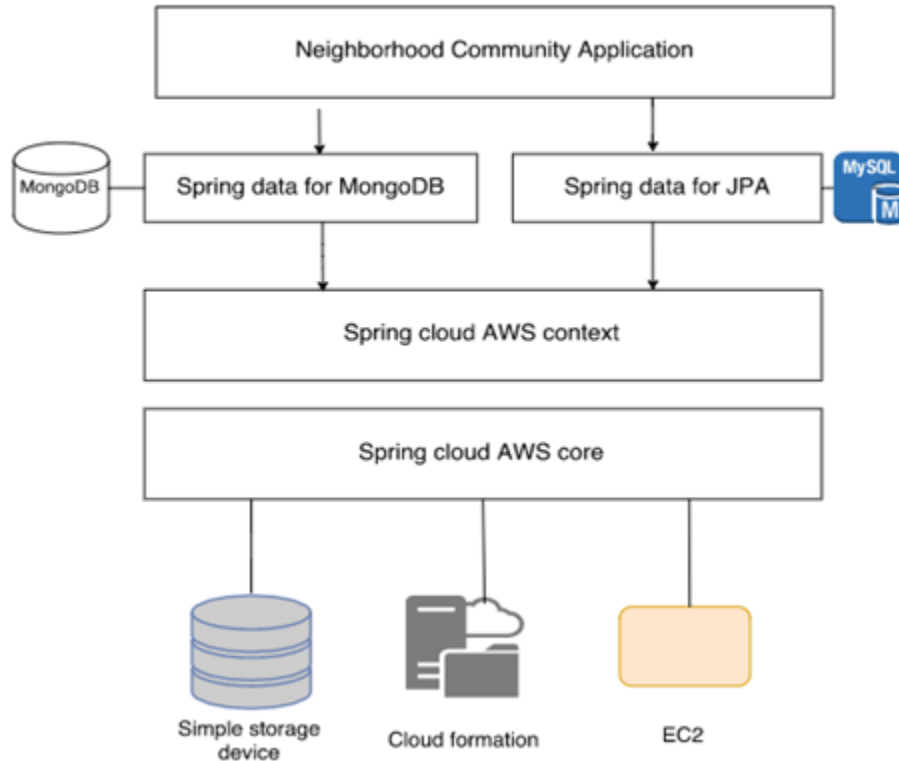 Neighborhood Community Application
MongoDB
Spring data for MongoDB
Spring data for JPA
MySQL
M
Spring cloud AWS context
Spring cloud AWS core
Simple storage
device
Cloud formation
EC2